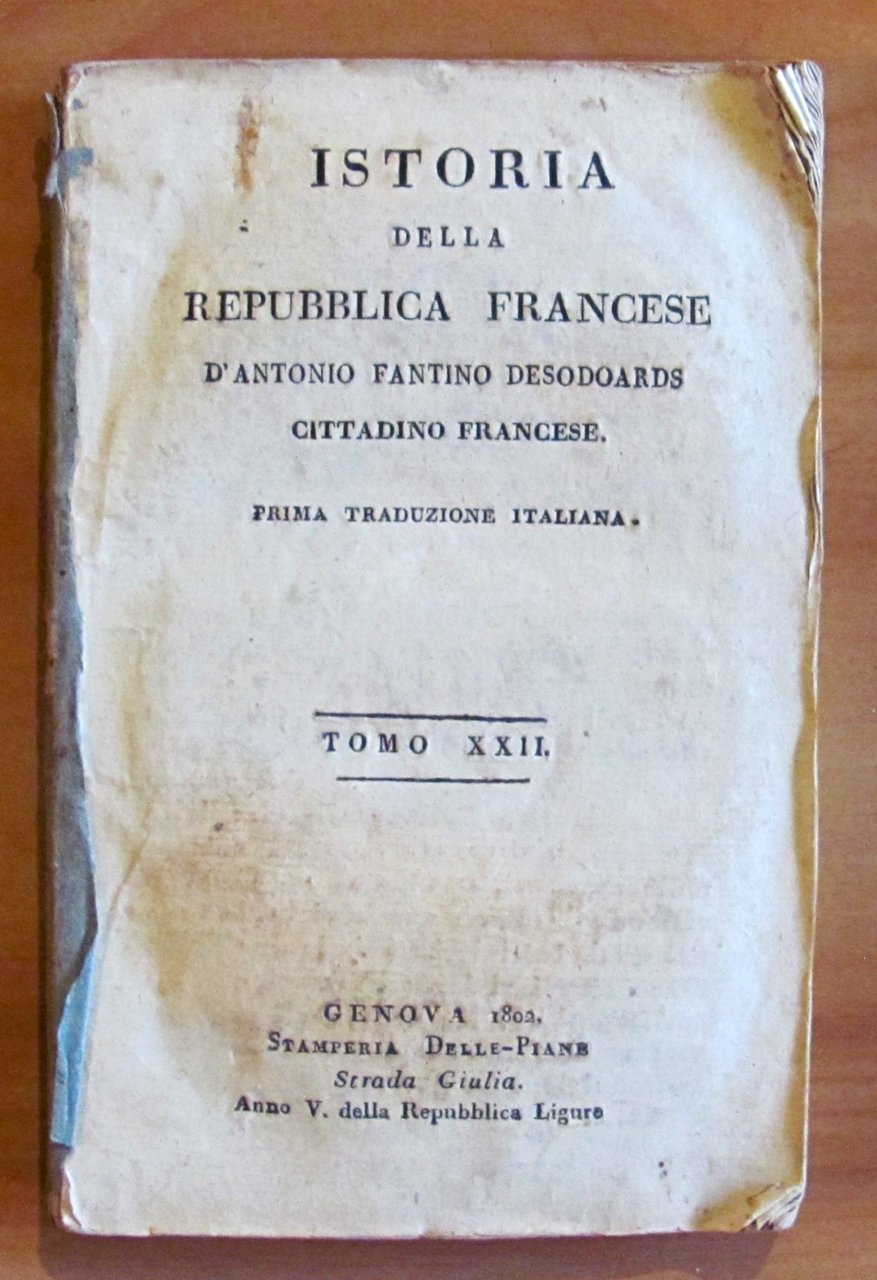 ISTORIA
DELLA
REPUBBLICA FRANCESE
D'ANTONIO FANTINO DESODOARDS
CITTADINO FRANCESE.
PRIMA TRADUZIONE ITALIANA.
TOMO XXII.
GENOVA 1802.
STAMPERIA DELLE-PIANE
Strada Giulia.
Anno V. della Repubblica Ligure